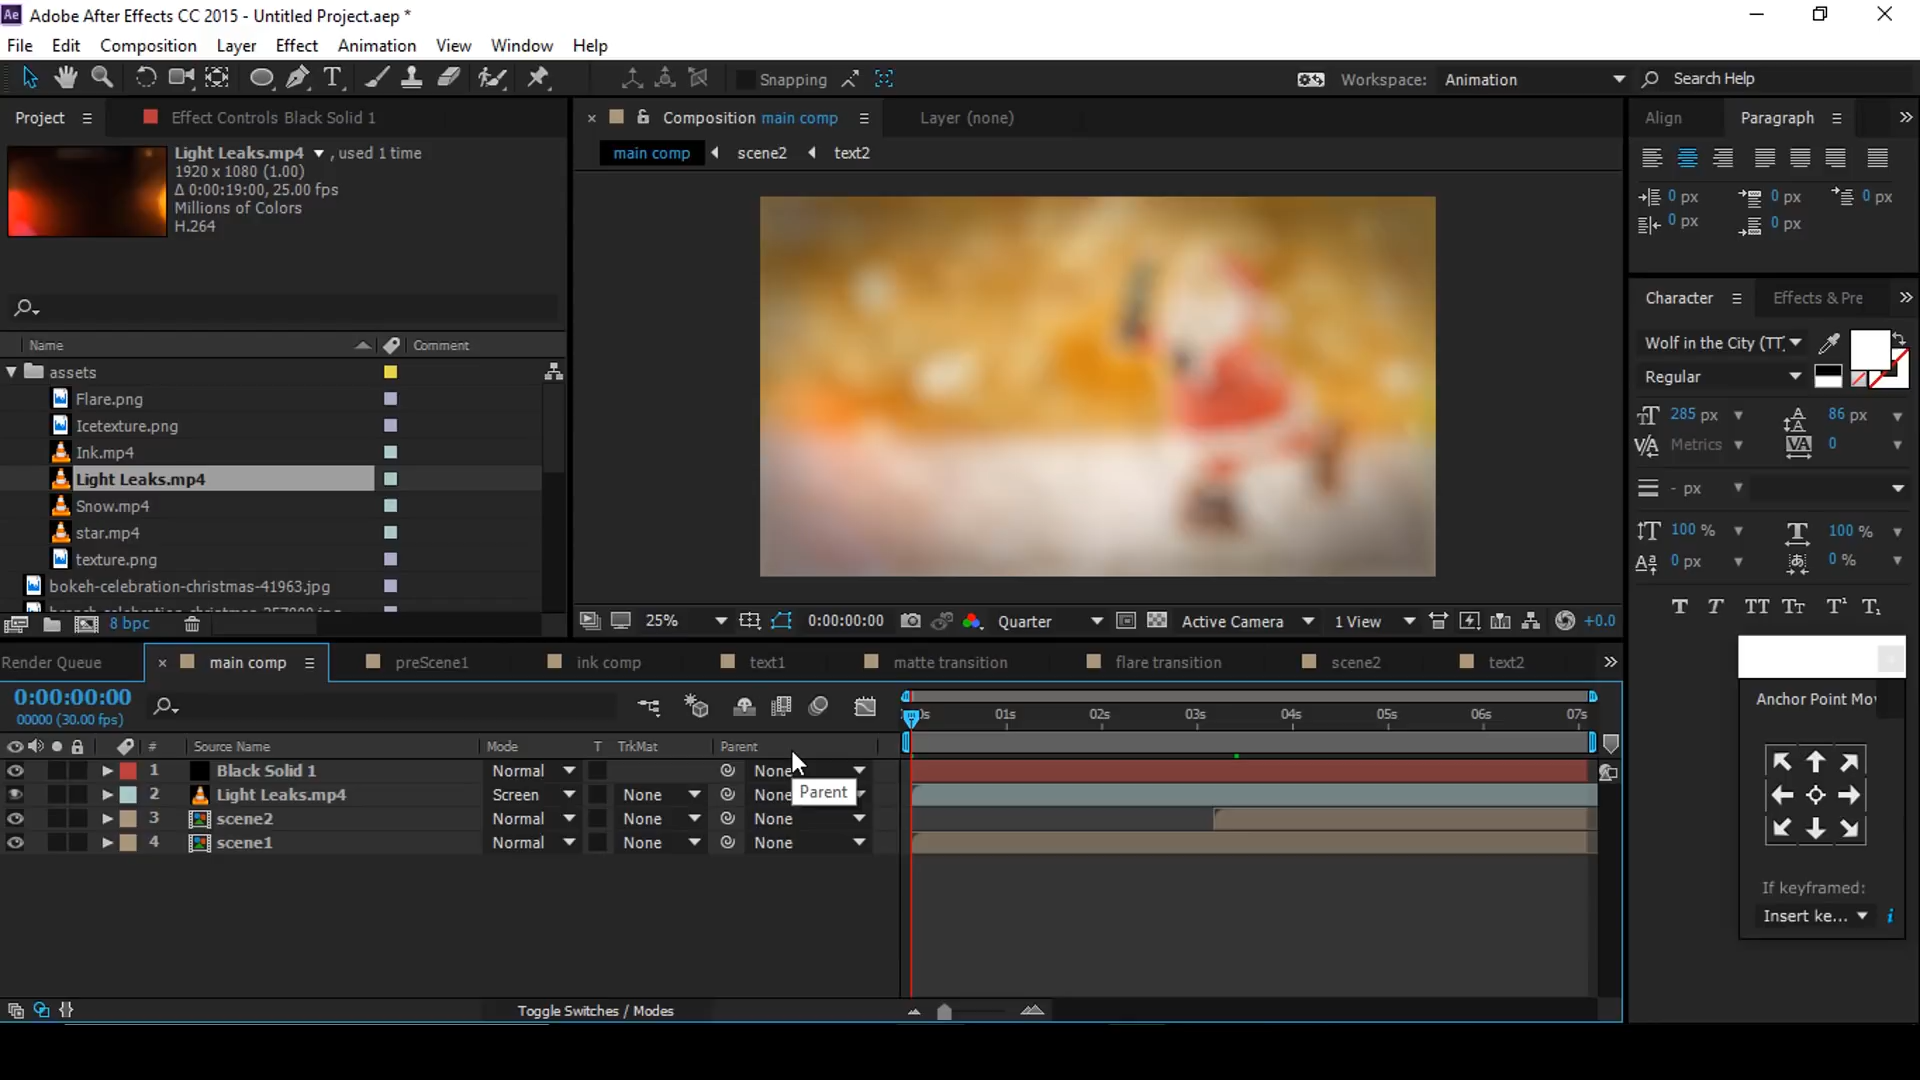 Adobe After Effects CC 2015 - Untitled Project.aep *
File Edit Composition Layer Effect Animation View Window Help
Snapping
Workspace: Animation
Search Help
Project
Effect Controls Black Solid 1
Light Leaks.mp4 , used 1 time
1920 x 1080 (1.00)
Δ 0:00:19:00, 25.00 fps
Millions of Colors
H.264
Name Comment
assets
Flare.png
Icetexture.png
Ink.mp4
Light Leaks.mp4
Snow.mp4
star.mp4
texture.png
bokeh-celebration-christmas-41963.jpg
8 bpc
Composition main comp
Layer (none)
main comp scene2 text2
25% 0:00:00:00 Quarter Active Camera 1 View +0.0
Align Paragraph
0 px 0 px 0 px
0 px 0 px
Character Effects & Pre
Wolf in the City (TT
Regular
285 px 86 px
Metrics 0
- px
100 % 100 %
0 px 0 %
Render Queue main comp preScene1 ink comp text1 matte transition flare transition scene2 text2
0:00:00:00
00000 (30.00 fps)
0s 01s 02s 03s 04s 05s 06s 07s
# Source Name Mode T TrkMat Parent
1 Black Solid 1 Normal None
2 Light Leaks.mp4 Screen None None
Parent
3 scene2 Normal None None
4 scene1 Normal None None
Toggle Switches / Modes
Anchor Point Mov
If keyframed:
Insert ke...